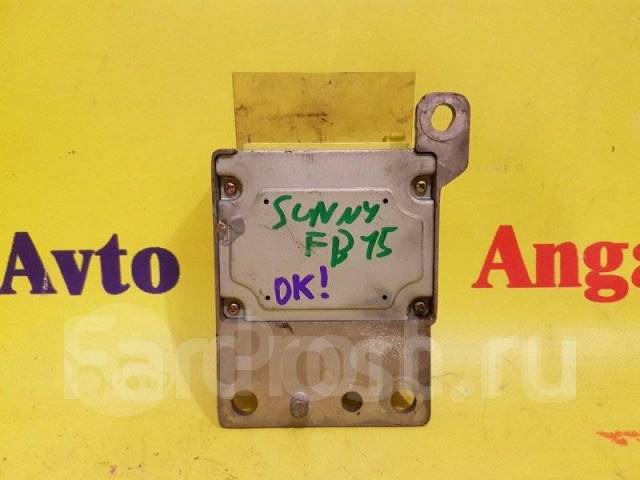 Avto
Anga
SUNNY
FB15
OK!
FarPost.ru